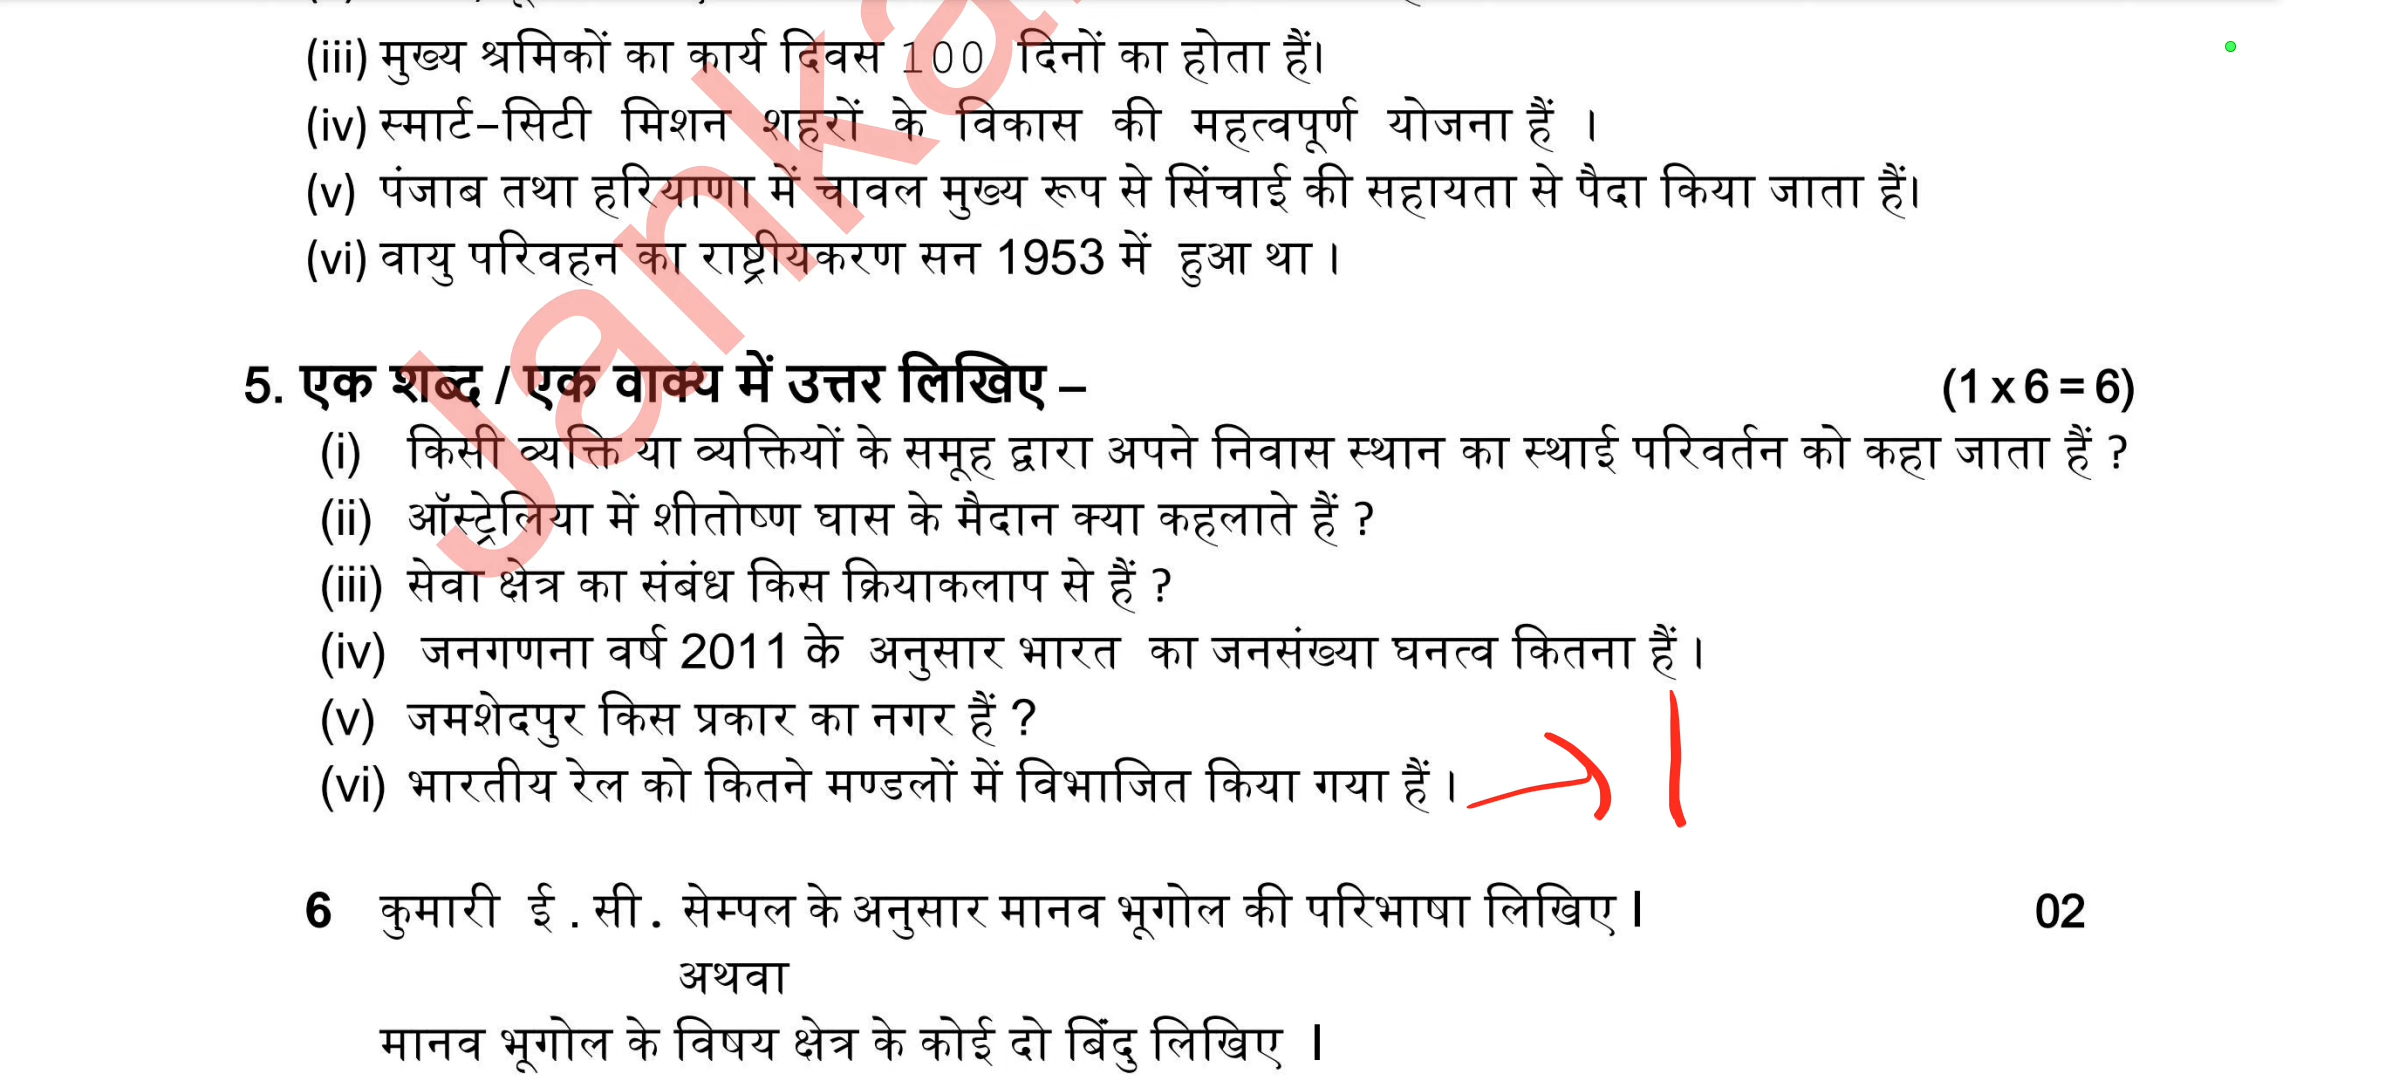 (iii) मुख्य श्रमिकों का कार्य दिवस 100 दिनों का होता हैं।
(iv) स्मार्ट-सिटी मिशन शहरों के विकास की महत्वपूर्ण योजना हैं ।
(v) पंजाब तथा हरियाणा में चावल मुख्य रूप से सिंचाई की सहायता से पैदा किया जाता हैं।
(vi) वायु परिवहन का राष्ट्रीयकरण सन 1953 में हुआ था ।
5. एक शब्द / एक वाक्य में उत्तर लिखिए – (1 x 6 = 6)
(i) किसी व्यक्ति या व्यक्तियों के समूह द्वारा अपने निवास स्थान का स्थाई परिवर्तन को कहा जाता हैं ?
(ii) ऑस्ट्रेलिया में शीतोष्ण घास के मैदान क्या कहलाते हैं ?
(iii) सेवा क्षेत्र का संबंध किस क्रियाकलाप से हैं ?
(iv) जनगणना वर्ष 2011 के अनुसार भारत का जनसंख्या घनत्व कितना हैं ।
(v) जमशेदपुर किस प्रकार का नगर हैं ?
(vi) भारतीय रेल को कितने मण्डलों में विभाजित किया गया हैं ।
6 कुमारी ई . सी . सेम्पल के अनुसार मानव भूगोल की परिभाषा लिखिए । 02
अथवा
मानव भूगोल के विषय क्षेत्र के कोई दो बिंदु लिखिए ।
Janka